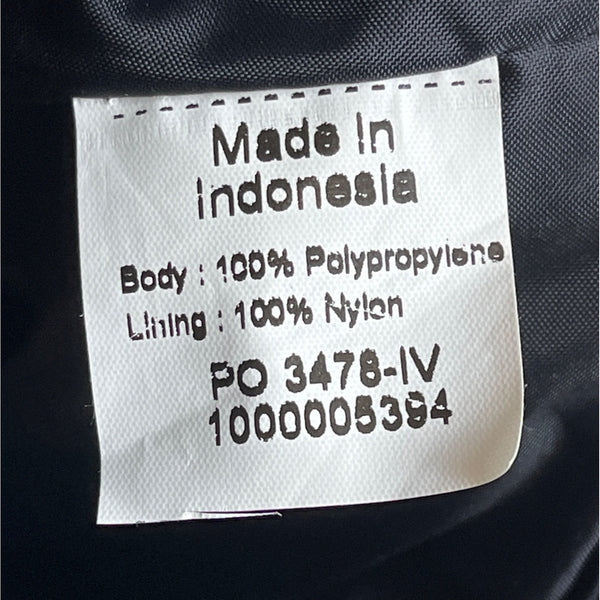 Made In
Indonesia
Body : 100% Polypropylene
Lining : 100% Nylon
PO 3478-IV
1000005394